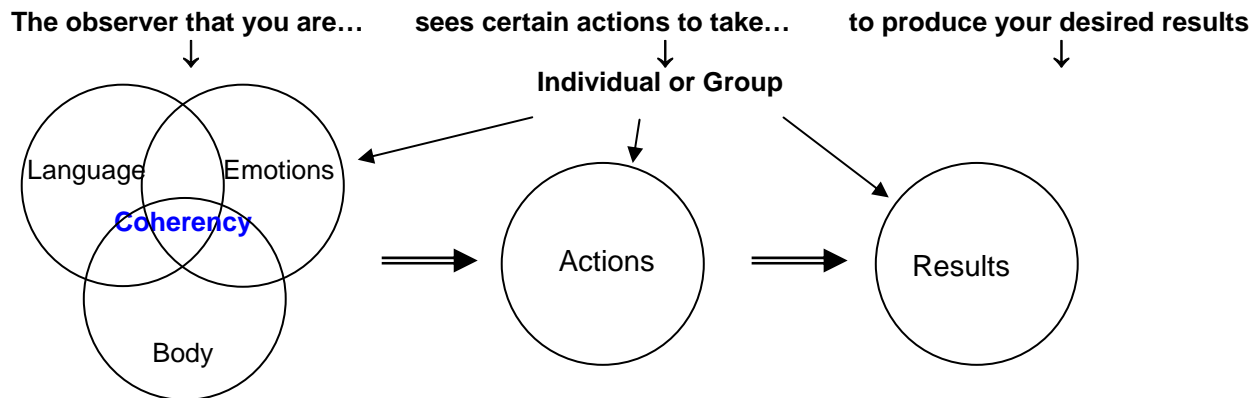 The observer that you are… sees certain actions to take… to produce your desired results
Individual or Group
Language Emotions
Coherency
Actions
Results
Body